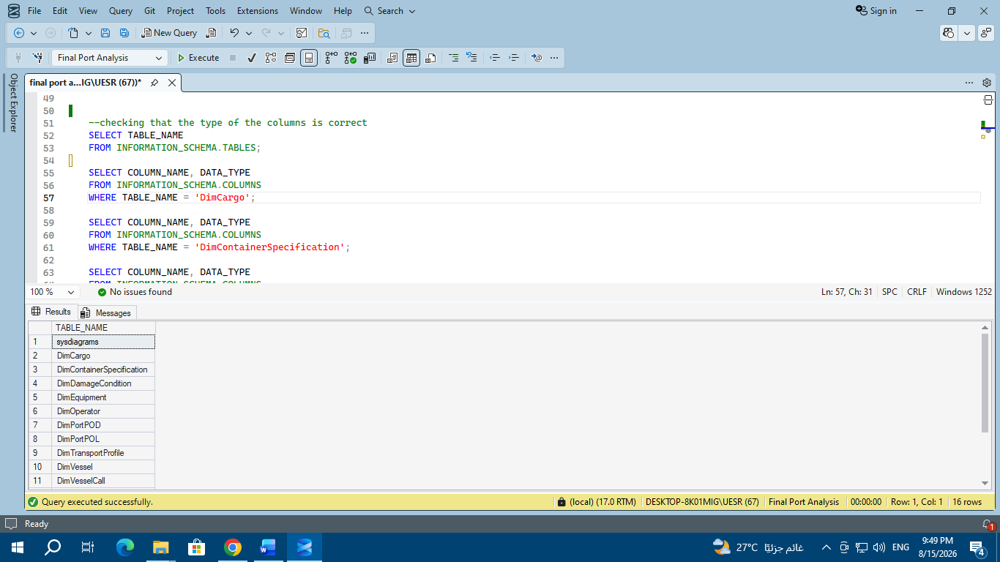 File Edit View Query Git Project Tools Extensions Window Help Search Sign in
New Query
Final Port Analysis Execute
Object Explorer
final port a...IG\UESR (67))*
49
50
51 --checking that the type of the columns is correct
52 SELECT TABLE_NAME
53 FROM INFORMATION_SCHEMA.TABLES;
54
55 SELECT COLUMN_NAME, DATA_TYPE
56 FROM INFORMATION_SCHEMA.COLUMNS
57 WHERE TABLE_NAME = 'DimCargo';
58
59 SELECT COLUMN_NAME, DATA_TYPE
60 FROM INFORMATION_SCHEMA.COLUMNS
61 WHERE TABLE_NAME = 'DimContainerSpecification';
62
63 SELECT COLUMN_NAME, DATA_TYPE
64 FROM INFORMATION_SCHEMA.COLUMNS
100 % No issues found Ln: 57, Ch: 31 SPC CRLF Windows 1252
Results Messages
TABLE_NAME
1 sysdiagrams
2 DimCargo
3 DimContainerSpecification
4 DimDamageCondition
5 DimEquipment
6 DimOperator
7 DimPortPOD
8 DimPortPOL
9 DimTransportProfile
10 DimVessel
11 DimVesselCall
Query executed successfully. (local) (17.0 RTM) DESKTOP-8K01MIG\UESR (67) Final Port Analysis 00:00:00 Row: 1, Col: 1 16 rows
Ready 1
27°C غائم جزئيًا ENG 9:49 PM
8/15/2026 4